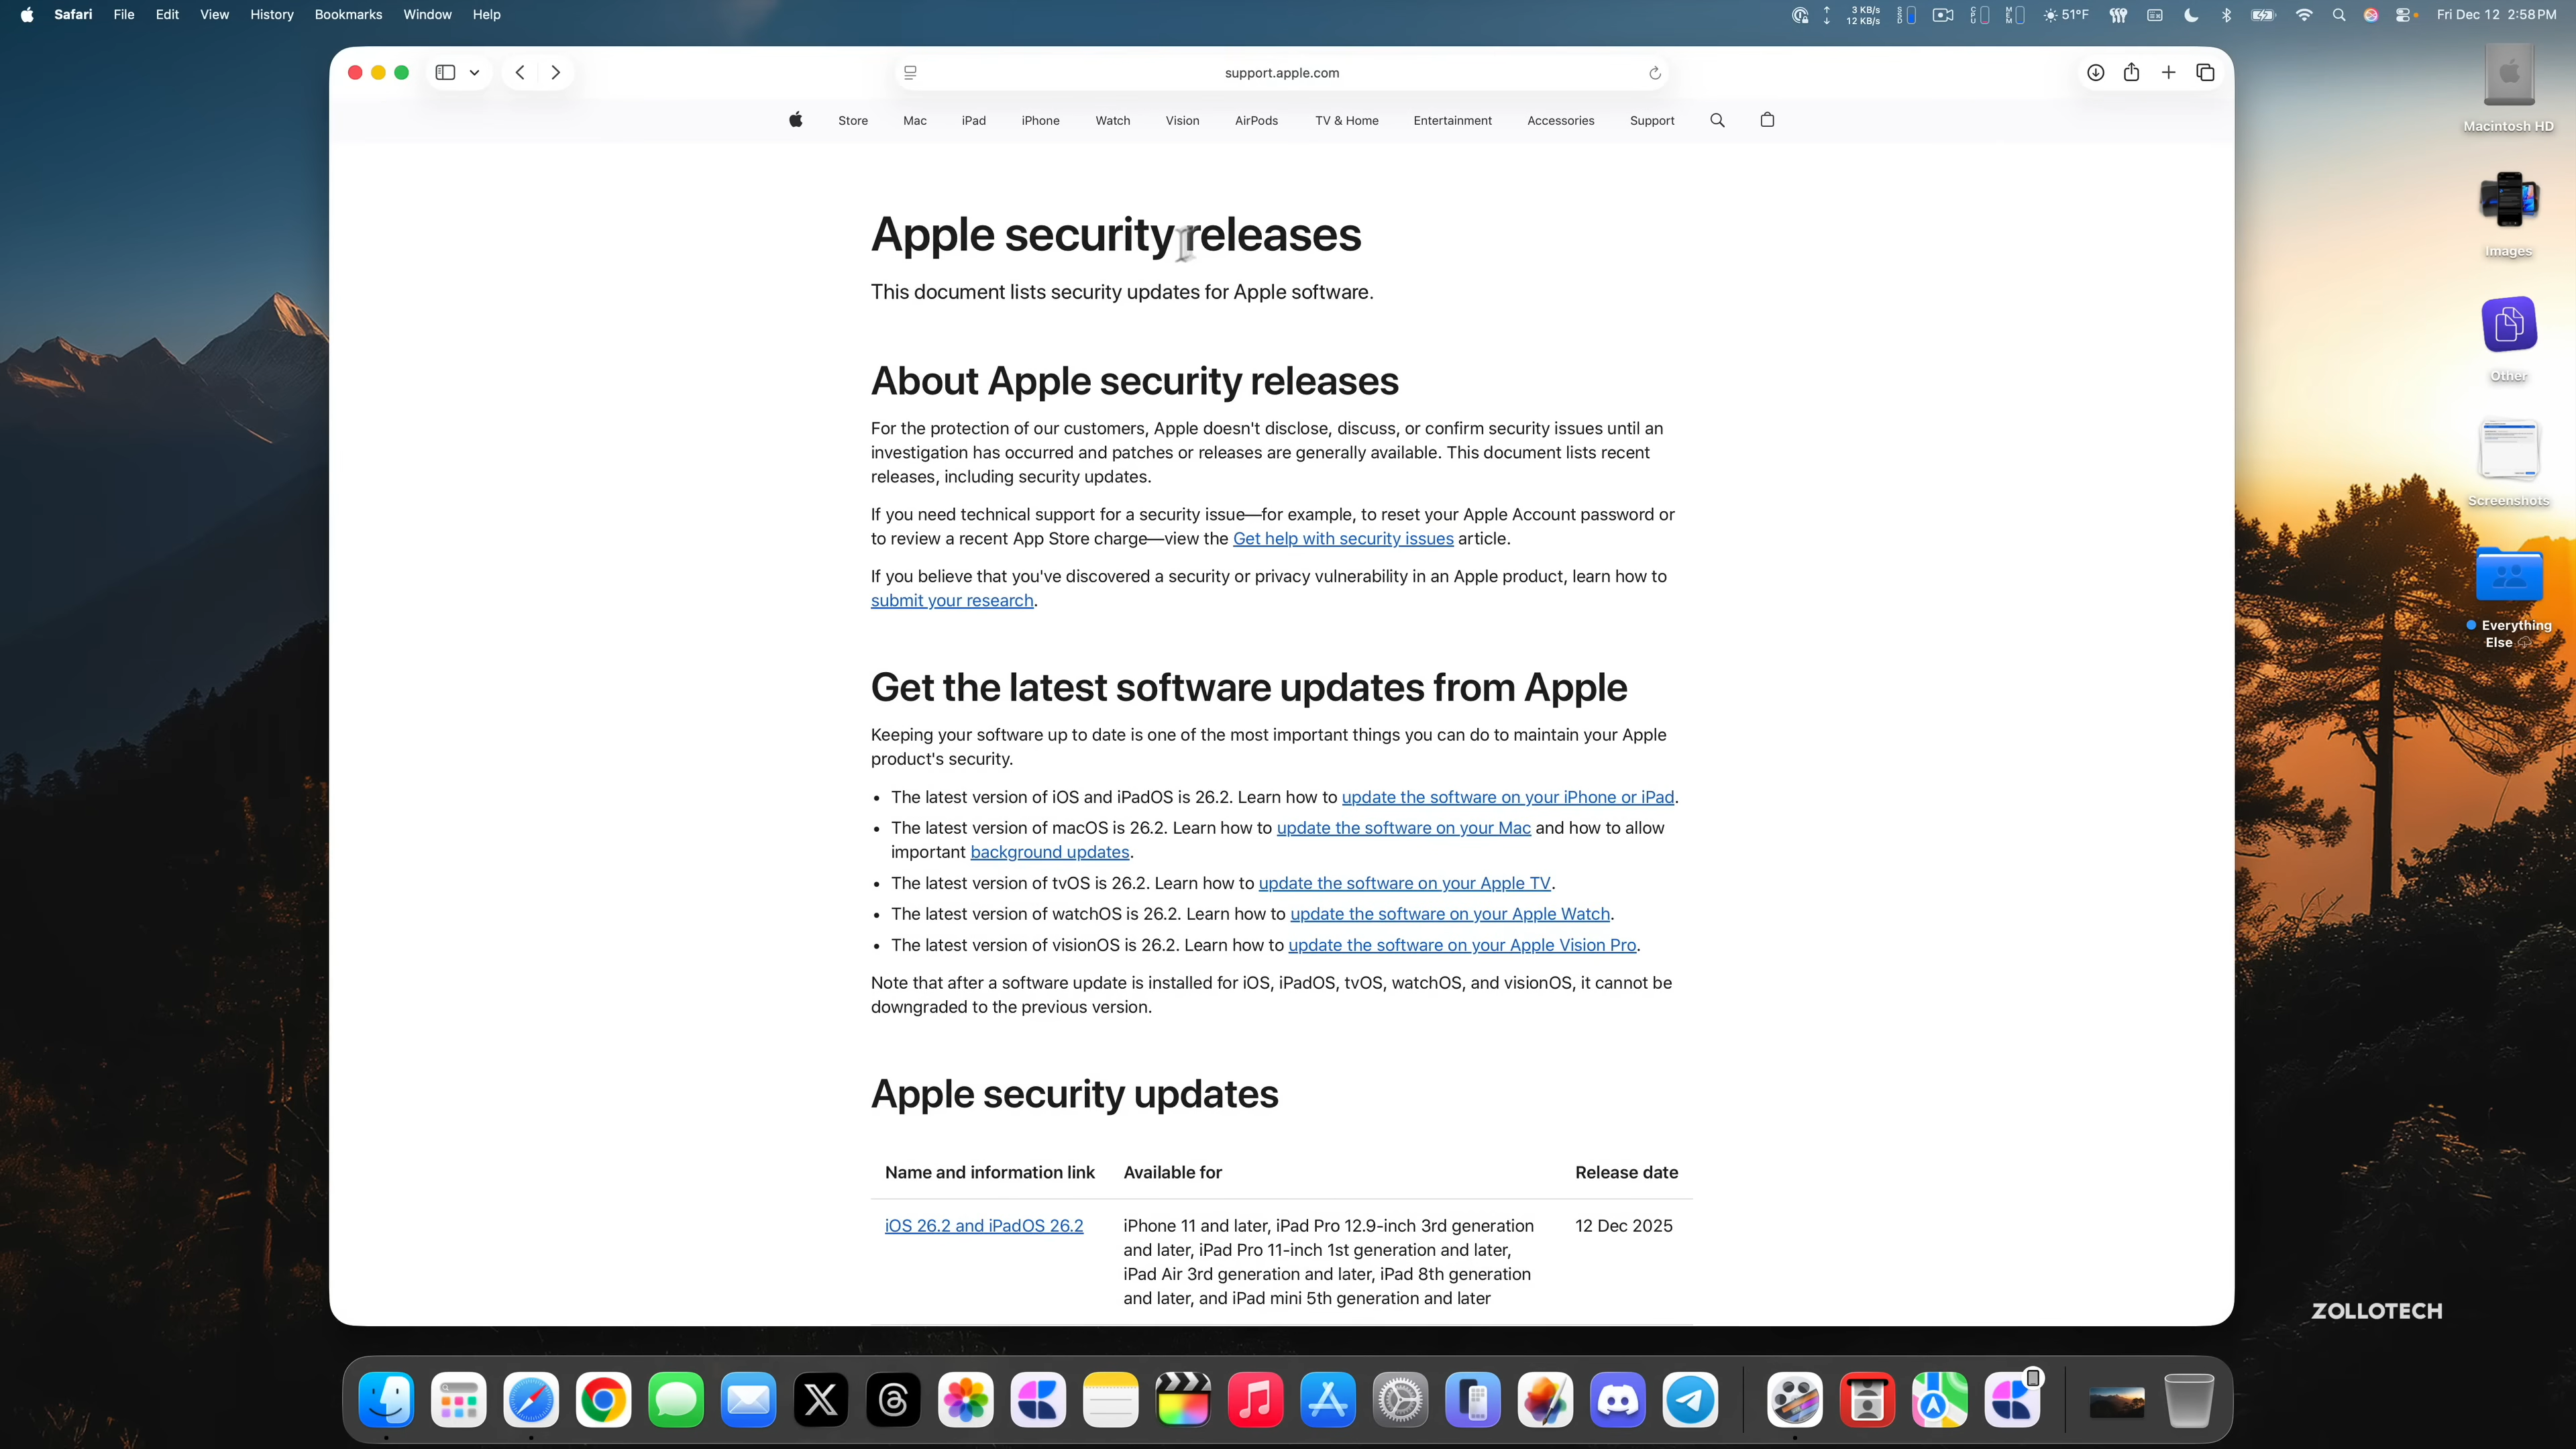 Safari File Edit View History Bookmarks Window Help
3 KB/s
12 KB/s
SSD
CPU
MEM
51°F
Fri Dec 12 2:58 PM
support.apple.com
Store Mac iPad iPhone Watch Vision AirPods TV & Home Entertainment Accessories Support
Apple security releases
This document lists security updates for Apple software.
About Apple security releases
For the protection of our customers, Apple doesn't disclose, discuss, or confirm security issues until an
investigation has occurred and patches or releases are generally available. This document lists recent
releases, including security updates.
If you need technical support for a security issue—for example, to reset your Apple Account password or
to review a recent App Store charge—view the Get help with security issues article.
If you believe that you've discovered a security or privacy vulnerability in an Apple product, learn how to
submit your research.
Get the latest software updates from Apple
Keeping your software up to date is one of the most important things you can do to maintain your Apple
product's security.
• The latest version of iOS and iPadOS is 26.2. Learn how to update the software on your iPhone or iPad.
• The latest version of macOS is 26.2. Learn how to update the software on your Mac and how to allow
important background updates.
• The latest version of tvOS is 26.2. Learn how to update the software on your Apple TV.
• The latest version of watchOS is 26.2. Learn how to update the software on your Apple Watch.
• The latest version of visionOS is 26.2. Learn how to update the software on your Apple Vision Pro.
Note that after a software update is installed for iOS, iPadOS, tvOS, watchOS, and visionOS, it cannot be
downgraded to the previous version.
Apple security updates
Name and information link Available for Release date
iOS 26.2 and iPadOS 26.2 iPhone 11 and later, iPad Pro 12.9-inch 3rd generation 12 Dec 2025
and later, iPad Pro 11-inch 1st generation and later,
iPad Air 3rd generation and later, iPad 8th generation
and later, and iPad mini 5th generation and later
Macintosh HD
Images
Other
Screenshots
Everything
Else
ZOLLOTECH